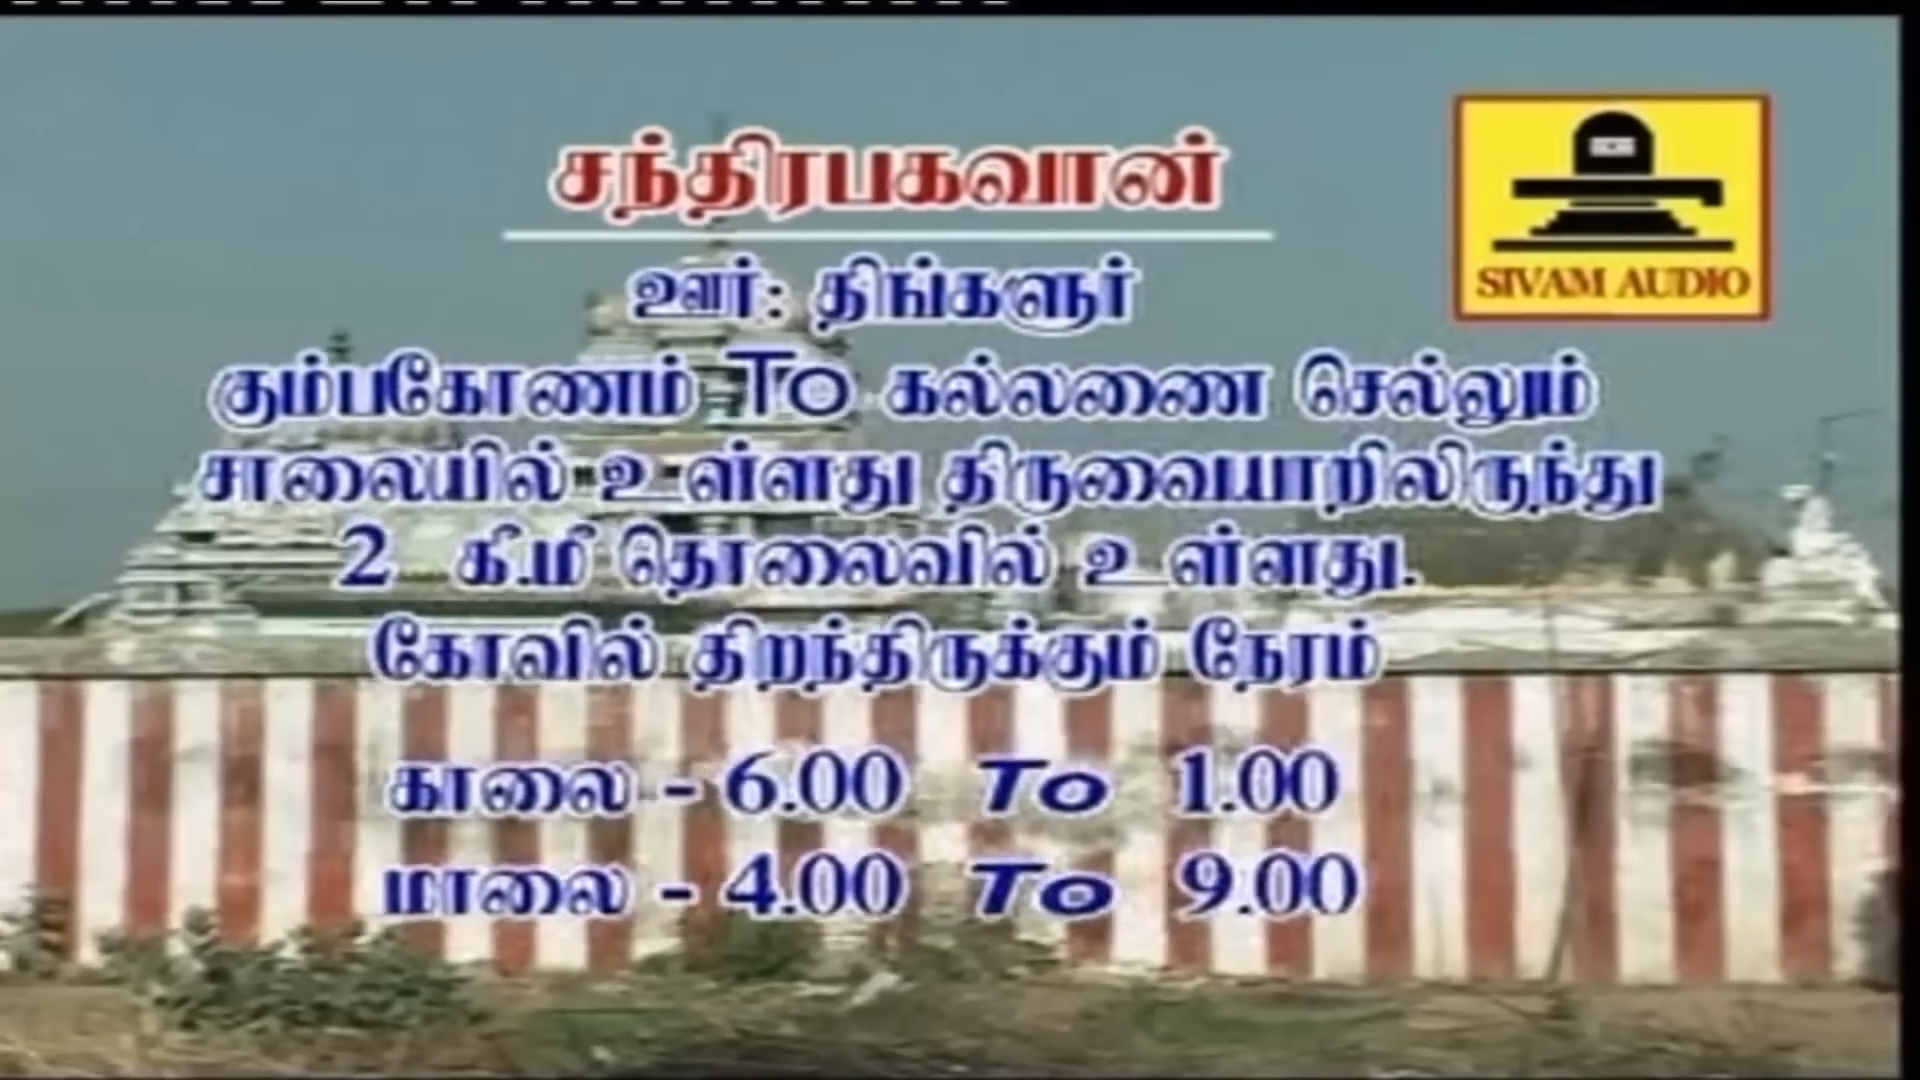 சந்திரபகவான்
SIVAM AUDIO
ஊர்: திங்களுர்
கும்பகோணம் To கல்லணை செல்லும்
சாலையில் உள்ளது திருவையாறிலிருந்து
2 கி.மீ தொலைவில் உள்ளது.
கோவில் திறந்திருக்கும் நேரம்
காலை - 6.00 To 1.00
மாலை - 4.00 To 9.00